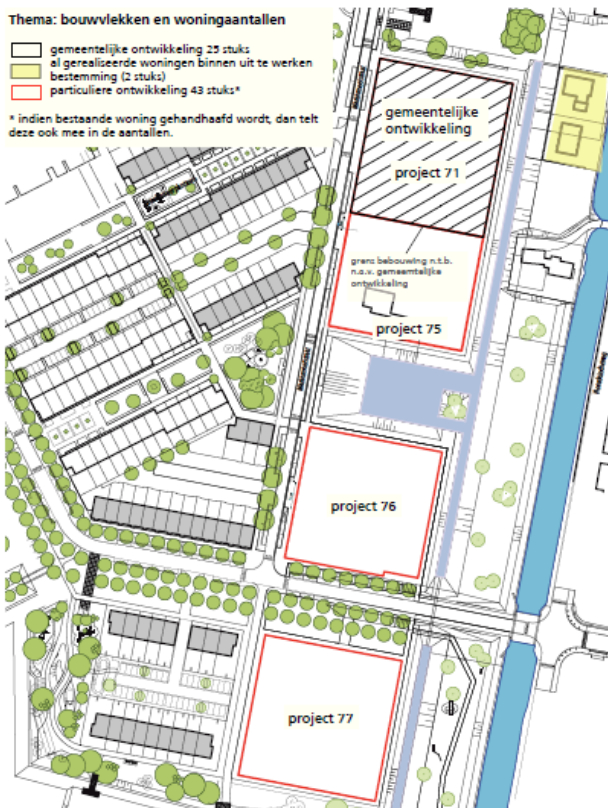 Thema: bouwvlekken en woningaantallen
gemeentelijke ontwikkeling 25 stuks
al gerealiseerde woningen binnen uit te werken
bestemming (2 stuks)
particuliere ontwikkeling 43 stuks*
* indien bestaande woning gehandhaafd wordt, dan telt
deze ook mee in de aantallen.
gemeentelijke
ontwikkeling
project 71
grens bebouwing n.t.b.
n.a.v. gemeentelijke
ontwikkeling
project 75
project 76
project 77